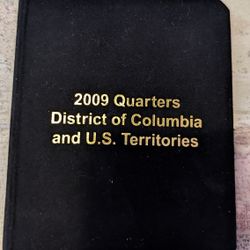 2009 Quarters
District of Columbia
and U.S. Territories